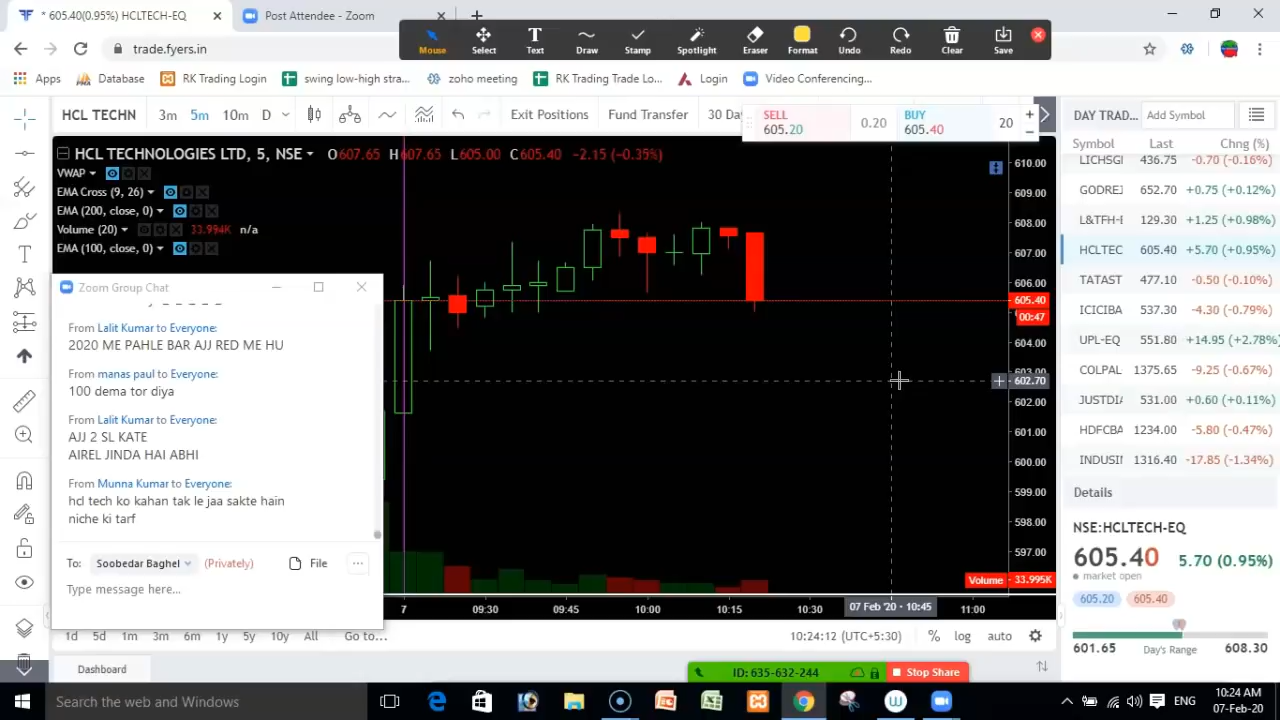 * 605.40(0.95%) HCLTECH-EQ
Post Attendee - Zoom
trade.fyers.in
Mouse Select Text Draw Stamp Spotlight Eraser Format Undo Redo Clear Save
Apps Database RK Trading Login swing low-high stra... zoho meeting RK Trading Trade Lo... Login Video Conferencing...
HCL TECHN 3m 5m 10m D Exit Positions Fund Transfer 30 Day
SELL 605.20 0.20 BUY 605.40 20
DAY TRAD... Add Symbol
Symbol Last Chng (%)
LICHSGI 436.75 -0.70 (-0.16%)
GODREJ 652.70 +0.75 (+0.12%)
L&TFH-E 129.30 +1.25 (+0.98%)
HCLTEC 605.40 +5.70 (+0.95%)
TATAST 477.10 -0.50 (-0.10%)
ICICIBA 537.30 -4.30 (-0.79%)
UPL-EQ 551.80 +14.95 (+2.78%
COLPAL 1375.65 -9.25 (-0.67%)
JUSTDIA 531.00 +0.60 (+0.11%)
HDFCBA 1234.00 -5.80 (-0.47%)
INDUSIN 1316.40 -17.85 (-1.34%)
Details
NSE:HCLTECH-EQ
605.40 5.70 (0.95%)
market open
605.20 605.40
601.65 Day's Range 608.30
HCL TECHNOLOGIES LTD, 5, NSE O607.65 H607.65 L605.00 C605.40 -2.15 (-0.35%)
VWAP
EMA Cross (9, 26)
EMA (200, close, 0)
Volume (20) 33.994K n/a
EMA (100, close, 0)
610.00
609.00
608.00
607.00
606.00
605.40
00:47
604.00
603.00
602.70
602.00
601.00
600.00
599.00
598.00
597.00
Volume 33.995K
7 09:30 09:45 10:00 10:15 10:30 07 Feb '20 - 10:45 11:00
Zoom Group Chat
From Lalit Kumar to Everyone:
2020 ME PAHLE BAR AJJ RED ME HU
From manas paul to Everyone:
100 dema tor diya
From Lalit Kumar to Everyone:
AJJ 2 SL KATE
AIREL JINDA HAI ABHI
From Munna Kumar to Everyone:
hcl tech ko kahan tak le jaa sakte hain
niche ki tarf
To: Soobedar Baghel (Privately) File ...
Type message here...
1d 5d 1m 3m 6m 1y 5y 10y All Go to... 10:24:12 (UTC+5:30) % log auto
Dashboard
ID: 635-632-244 Stop Share
Search the web and Windows
ENG
10:24 AM
07-Feb-20